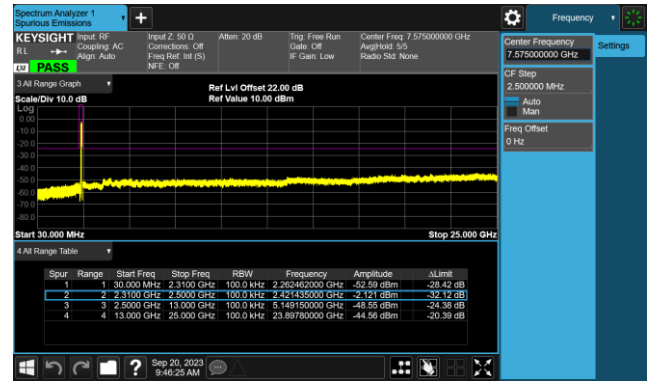 Spectrum Analyzer 1
Spurious Emissions
Frequency
KEYSIGHT
Input: RF
Input Z: 50 Ω
Atten: 20 dB
Trig: Free Run
Center Freq: 7.575000000 GHz
RL
Coupling: AC
Corrections: Off
Gate: Off
Avg|Hold: 5/5
Align: Auto
Freq Ref: Int (S)
IF Gain: Low
Radio Std: None
LXI
PASS
NFE: Off
Center Frequency
7.575000000 GHz
Settings
CF Step
2.500000 MHz
Auto
Man
Freq Offset
0 Hz
3 All Range Graph
Ref Lvl Offset 22.00 dB
Scale/Div 10.0 dB
Ref Value 10.00 dBm
Log
0.00
-10.0
-20.0
-30.0
-40.0
-50.0
-60.0
-70.0
-80.0
Start 30.000 MHz
Stop 25.000 GHz
4 All Range Table
Spur Range Start Freq Stop Freq RBW Frequency Amplitude ΔLimit
1 1 30.000 MHz 2.3100 GHz 100.0 kHz 2.262462000 GHz -52.59 dBm -28.42 dB
2 2 2.3100 GHz 2.5000 GHz 100.0 kHz 2.421435000 GHz -2.121 dBm -32.12 dB
3 3 2.5000 GHz 13.000 GHz 100.0 kHz 5.149150000 GHz -48.55 dBm -24.38 dB
4 4 13.000 GHz 25.000 GHz 100.0 kHz 23.89780000 GHz -44.56 dBm -20.39 dB
?
Sep 20, 2023
9:46:25 AM